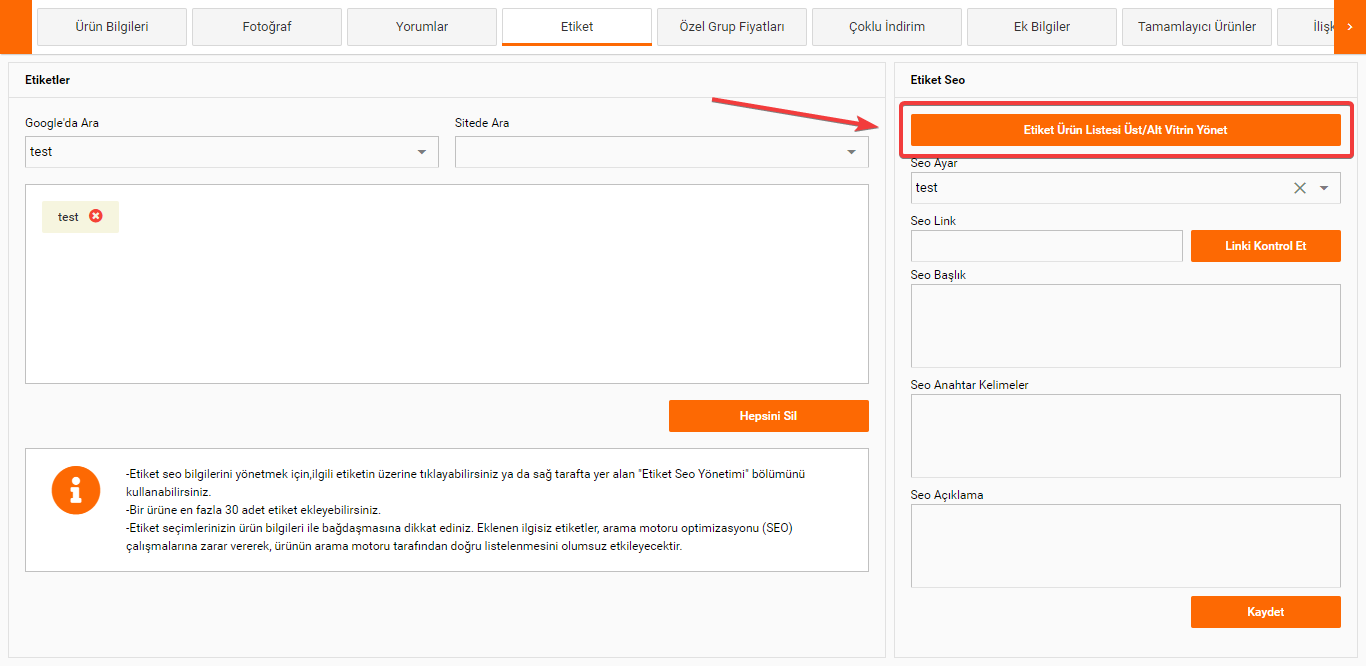 Ürün Bilgileri
Fotoğraf
Yorumlar
Etiket
Özel Grup Fiyatları
Çoklu İndirim
Ek Bilgiler
Tamamlayıcı Ürünler
İlişk
Etiketler
Google'da Ara
Sitede Ara
test
test
Hepsini Sil
-Etiket seo bilgilerini yönetmek için,ilgili etiketin üzerine tıklayabilirsiniz ya da sağ tarafta yer alan "Etiket Seo Yönetimi" bölümünü
kullanabilirsiniz.
-Bir ürüne en fazla 30 adet etiket ekleyebilirsiniz.
-Etiket seçimlerinizin ürün bilgileri ile bağdaşmasına dikkat ediniz. Eklenen ilgisiz etiketler, arama motoru optimizasyonu (SEO)
çalışmalarına zarar vererek, ürünün arama motoru tarafından doğru listelenmesini olumsuz etkileyecektir.
Etiket Seo
Etiket Ürün Listesi Üst/Alt Vitrin Yönet
Seo Ayar
test
Seo Link
Linki Kontrol Et
Seo Başlık
Seo Anahtar Kelimeler
Seo Açıklama
Kaydet